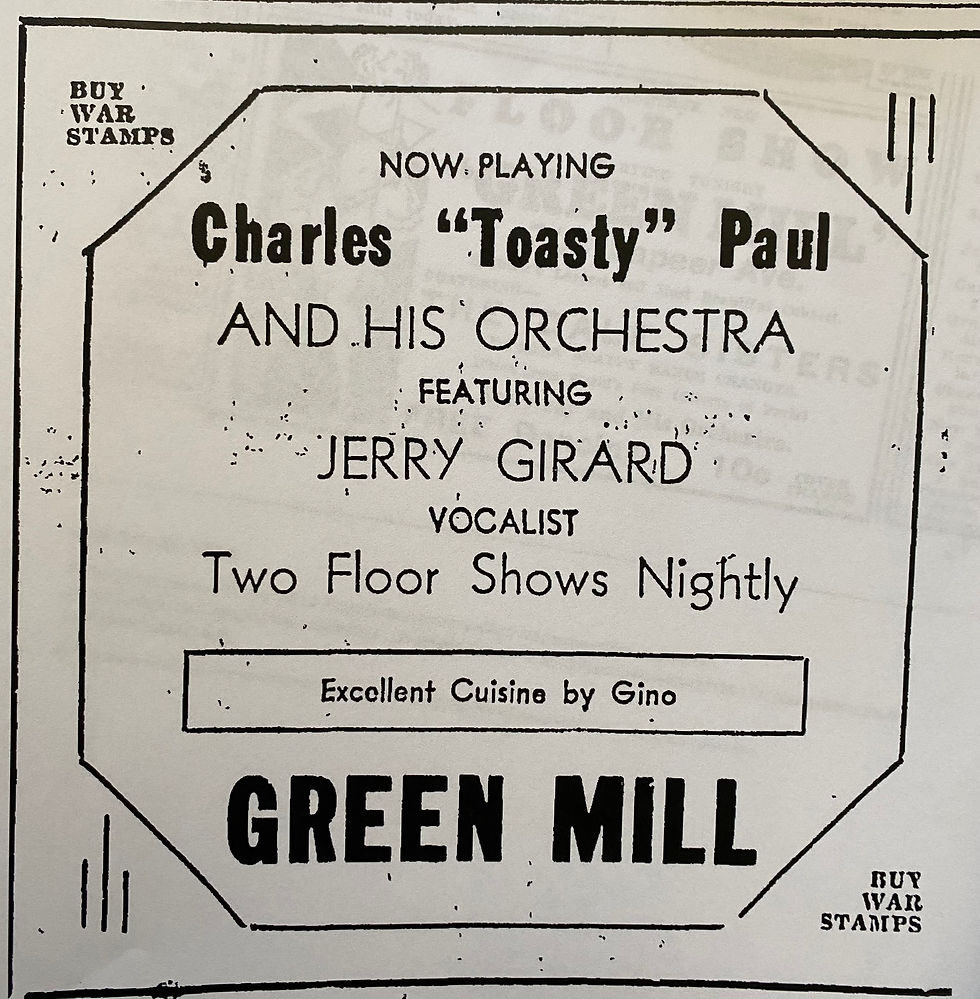 BUY
WAR
STAMPS
NOW PLAYING
Charles “Toasty” Paul
AND HIS ORCHESTRA
FEATURING
JERRY GIRARD
VOCALIST
Two Floor Shows Nightly
Excellent Cuisine by Gino
GREEN MILL
BUY
WAR
STAMPS